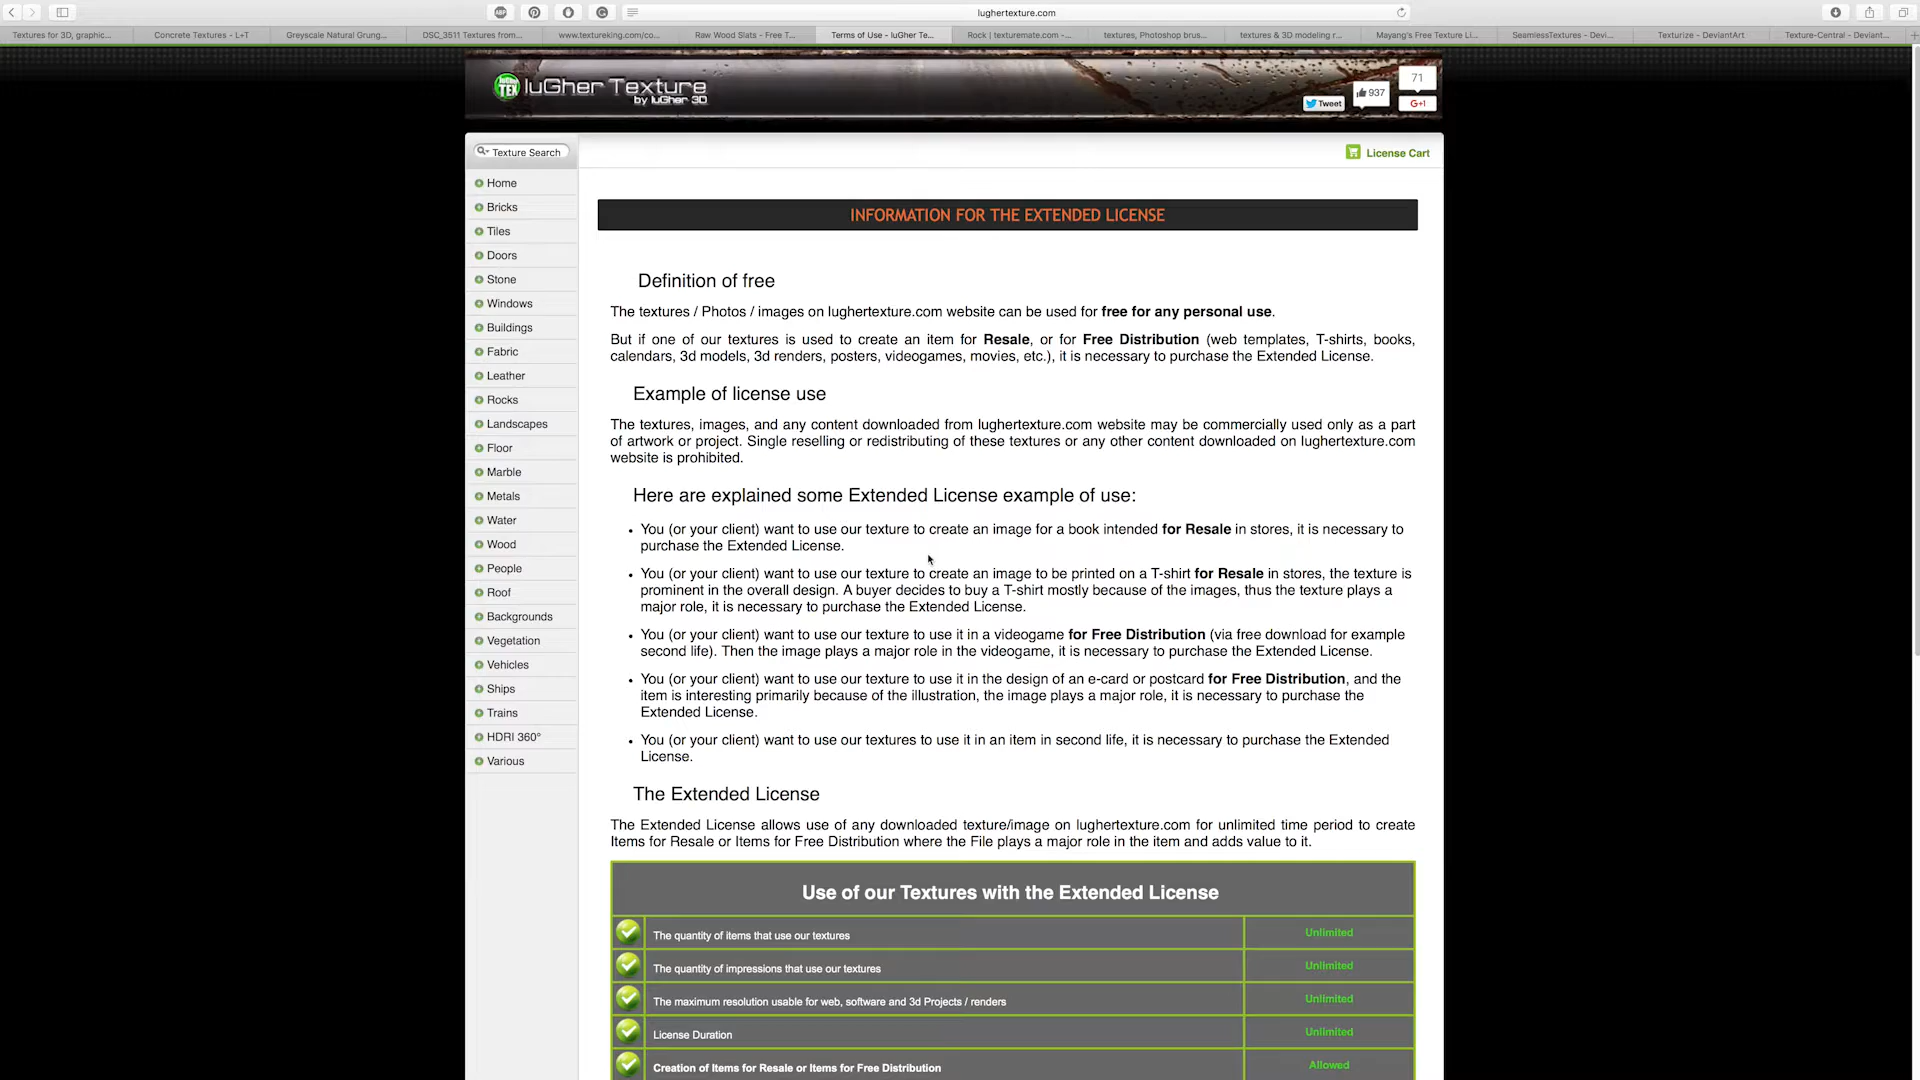 lughertexture.com
Textures for 3D, graphic...
Concrete Textures - L+T
Greyscale Natural Grung...
DSC_3511 Textures from...
www.textureking.com/co...
Raw Wood Slats - Free T...
Terms of Use - luGher Te...
Rock | texturemate.com -...
textures, Photoshop brus...
textures & 3D modeling r...
Mayang's Free Texture Li...
SeamlessTextures - Devi...
Texturize - DeviantArt
Texture-Central - Deviant...
luGher Texture
by luGher 3D
Tweet
937
71
G+1
Texture Search
License Cart
Home
Bricks
Tiles
Doors
Stone
Windows
Buildings
Fabric
Leather
Rocks
Landscapes
Floor
Marble
Metals
Water
Wood
People
Roof
Backgrounds
Vegetation
Vehicles
Ships
Trains
HDRI 360°
Various
INFORMATION FOR THE EXTENDED LICENSE
Definition of free
The textures / Photos / images on lughertexture.com website can be used for free for any personal use.
But if one of our textures is used to create an item for Resale, or for Free Distribution (web templates, T-shirts, books,
calendars, 3d models, 3d renders, posters, videogames, movies, etc.), it is necessary to purchase the Extended License.
Example of license use
The textures, images, and any content downloaded from lughertexture.com website may be commercially used only as a part
of artwork or project. Single reselling or redistributing of these textures or any other content downloaded on lughertexture.com
website is prohibited.
Here are explained some Extended License example of use:
• You (or your client) want to use our texture to create an image for a book intended for Resale in stores, it is necessary to
purchase the Extended License.
• You (or your client) want to use our texture to create an image to be printed on a T-shirt for Resale in stores, the texture is
prominent in the overall design. A buyer decides to buy a T-shirt mostly because of the images, thus the texture plays a
major role, it is necessary to purchase the Extended License.
• You (or your client) want to use our texture to use it in a videogame for Free Distribution (via free download for example
second life). Then the image plays a major role in the videogame, it is necessary to purchase the Extended License.
• You (or your client) want to use our texture to use it in the design of an e-card or postcard for Free Distribution, and the
item is interesting primarily because of the illustration, the image plays a major role, it is necessary to purchase the
Extended License.
• You (or your client) want to use our textures to use it in an item in second life, it is necessary to purchase the Extended
License.
The Extended License
The Extended License allows use of any downloaded texture/image on lughertexture.com for unlimited time period to create
Items for Resale or Items for Free Distribution where the File plays a major role in the item and adds value to it.
Use of our Textures with the Extended License
The quantity of items that use our textures Unlimited
The quantity of impressions that use our textures Unlimited
The maximum resolution usable for web, software and 3d Projects / renders Unlimited
License Duration Unlimited
Creation of Items for Resale or Items for Free Distribution Allowed